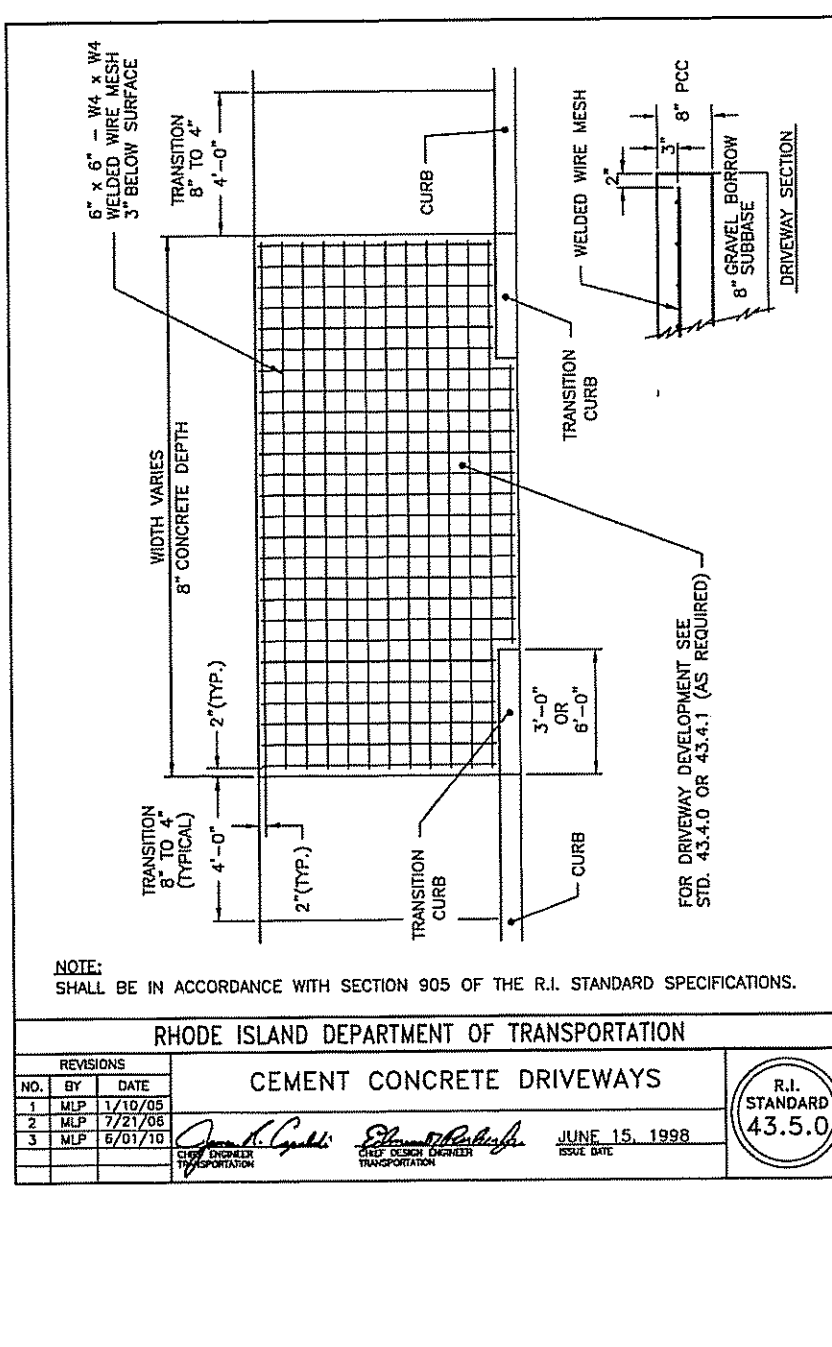 6" x 6" – W4 x W4
WELDED WIRE MESH
3" BELOW SURFACE
TRANSITION
8" TO 4"
4'–0"
WIDTH VARIES
8" CONCRETE DEPTH
2"(TYP.)
TRANSITION
8" TO 4"
(TYPICAL)
4'–0"
2"(TYP.)
CURB
TRANSITION
CURB
3'–0"
OR
6'–0"
TRANSITION
CURB
CURB
WELDED WIRE MESH
2"
3"
8" PCC
8" GRAVEL BORROW
SUBBASE
DRIVEWAY SECTION
FOR DRIVEWAY DEVELOPMENT SEE
STD. 43.4.0 OR 43.4.1 (AS REQUIRED)
NOTE:
SHALL BE IN ACCORDANCE WITH SECTION 905 OF THE R.I. STANDARD SPECIFICATIONS.
RHODE ISLAND DEPARTMENT OF TRANSPORTATION
REVISIONS
NO. BY DATE
1 MLP 1/10/05
2 MLP 7/21/06
3 MLP 6/01/10
CEMENT CONCRETE DRIVEWAYS
CHIEF ENGINEER
TRANSPORTATION
CHIEF DESIGN ENGINEER
TRANSPORTATION
JUNE 15, 1998
ISSUE DATE
R.I.
STANDARD
43.5.0